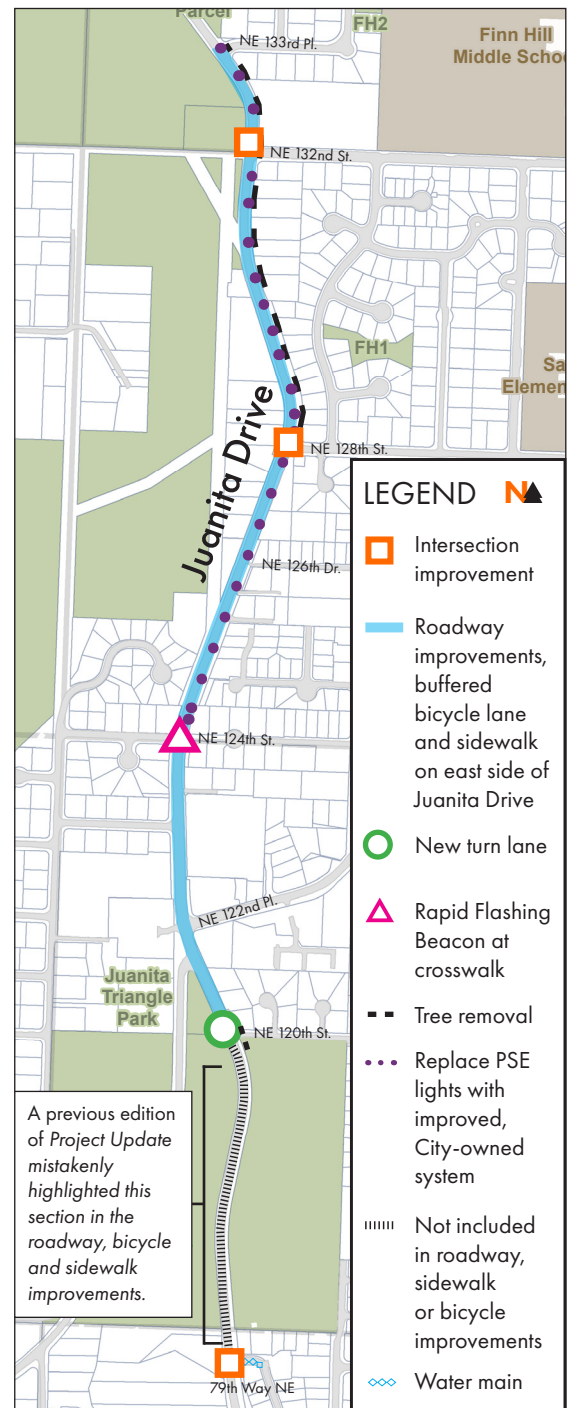 Parcel
NE 133rd Pl.
FH2
Finn Hill
Middle Schoo
NE 132nd St.
FH1
Sa
Elemen
Juanita Drive
NE 128th St.
NE 126th Dr.
NE 124th St.
NE 122nd Pl.
Juanita
Triangle
Park
NE 120th St.
A previous edition
of Project Update
mistakenly
highlighted this
section in the
roadway, bicycle
and sidewalk
improvements.
79th Way NE
LEGEND N
Intersection
improvement
Roadway
improvements,
buffered
bicycle lane
and sidewalk
on east side of
Juanita Drive
New turn lane
Rapid Flashing
Beacon at
crosswalk
Tree removal
Replace PSE
lights with
improved,
City-owned
system
Not included
in roadway,
sidewalk
or bicycle
improvements
Water main